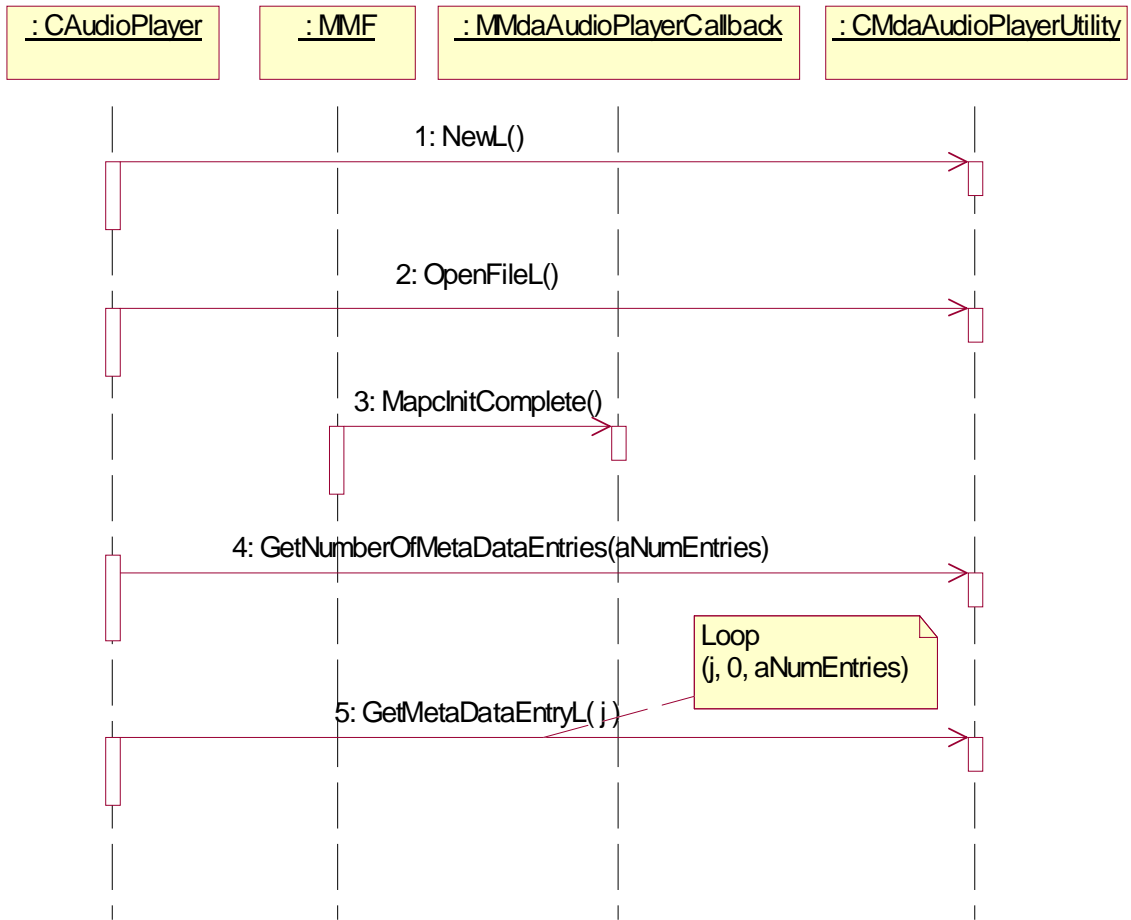 : CAudioPlayer
: MMF
: MMdaAudioPlayerCallback
: CMdaAudioPlayerUtility
1: NewL()
2: OpenFileL()
3: MapcInitComplete()
4: GetNumberOfMetaDataEntries(aNumEntries)
Loop
(j, 0, aNumEntries)
5: GetMetaDataEntryL( j )